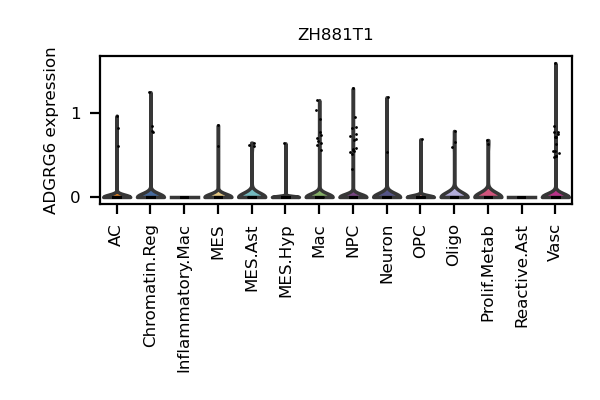 ZH881T1
ADGRG6 expression
1
0
AC
Chromatin.Reg
Inflammatory.Mac
MES
MES.Ast
MES.Hyp
Mac
NPC
Neuron
OPC
Oligo
Prolif.Metab
Reactive.Ast
Vasc